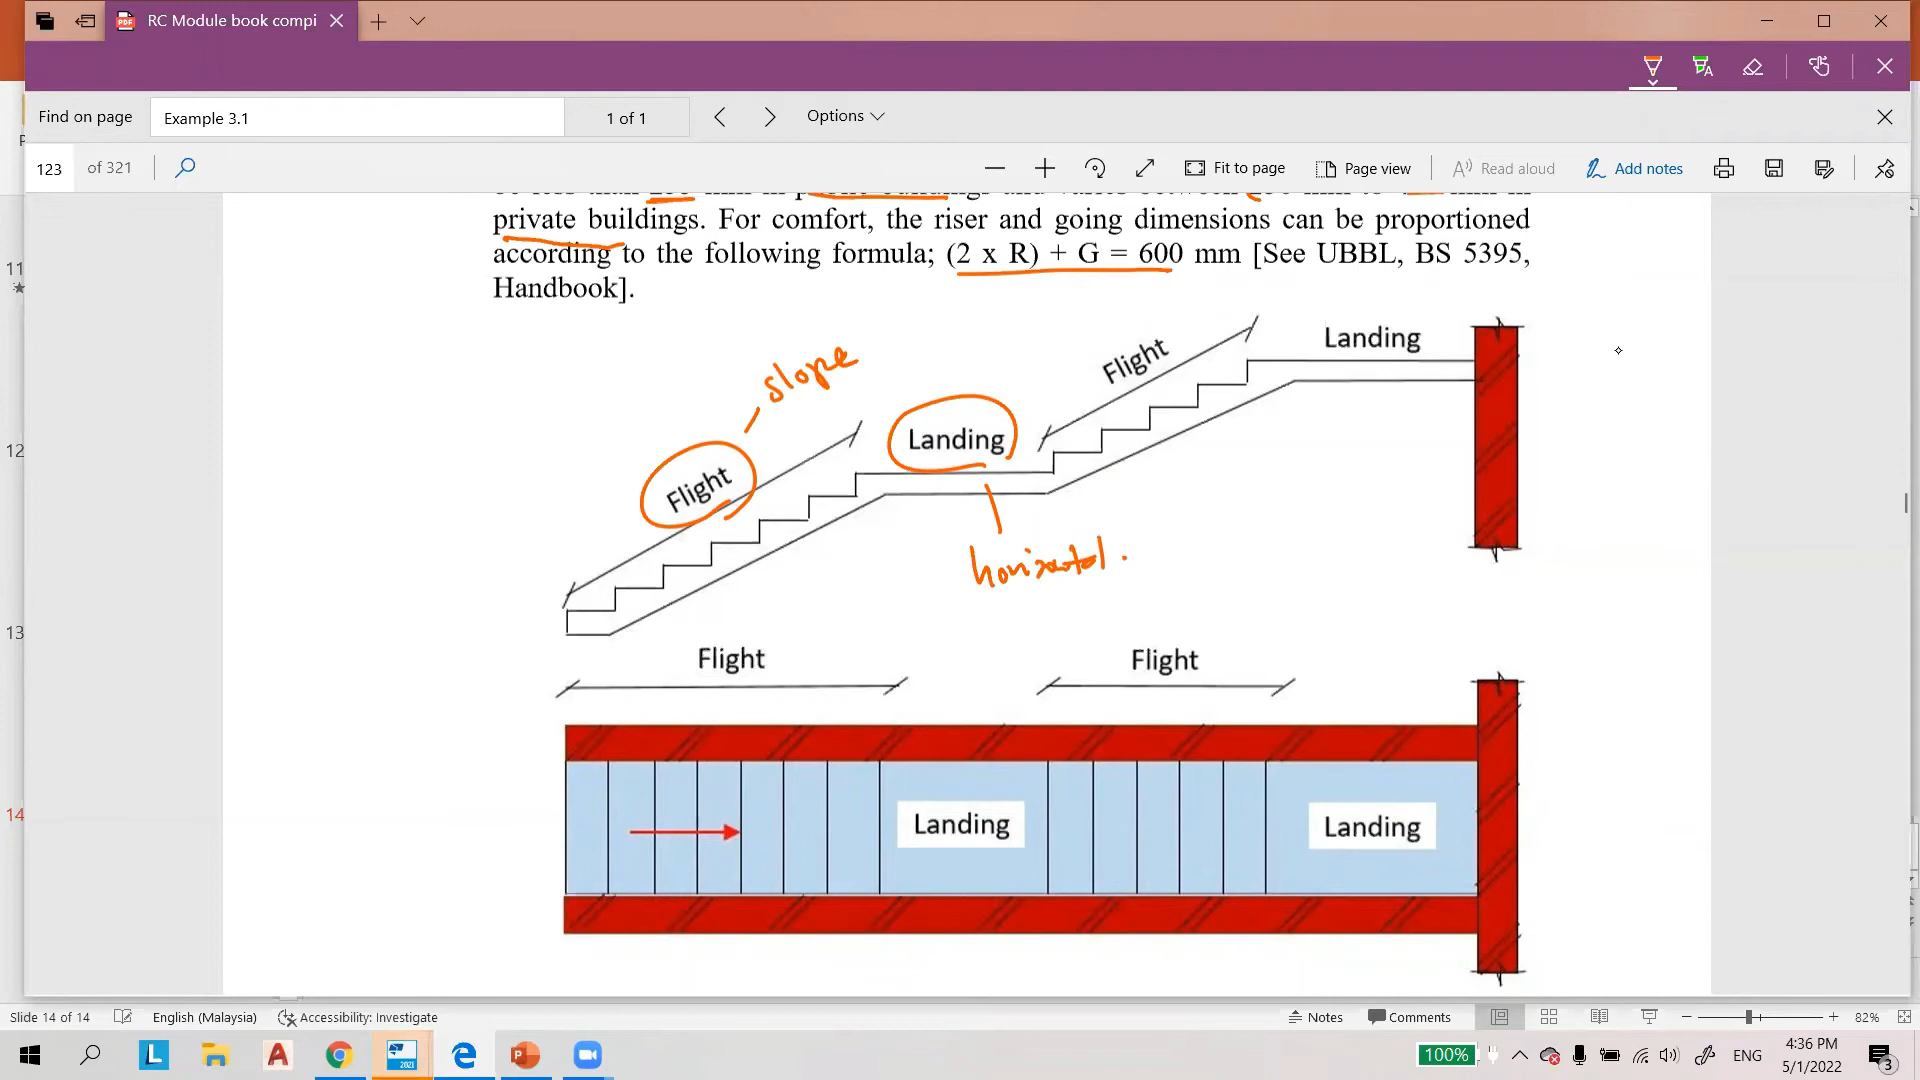 RC Module book compi
Find on page
Example 3.1
1 of 1
Options
123
of 321
Fit to page
Page view
Read aloud
Add notes
private buildings. For comfort, the riser and going dimensions can be proportioned
according to the following formula; (2 x R) + G = 600 mm [See UBBL, BS 5395,
Handbook].
slope
Flight
Landing
Flight
Landing
horizontal.
Flight
Flight
Landing
Landing
11
12
13
14
Slide 14 of 14
English (Malaysia)
Accessibility: Investigate
Notes
Comments
82%
100%
ENG
4:36 PM
5/1/2022
3